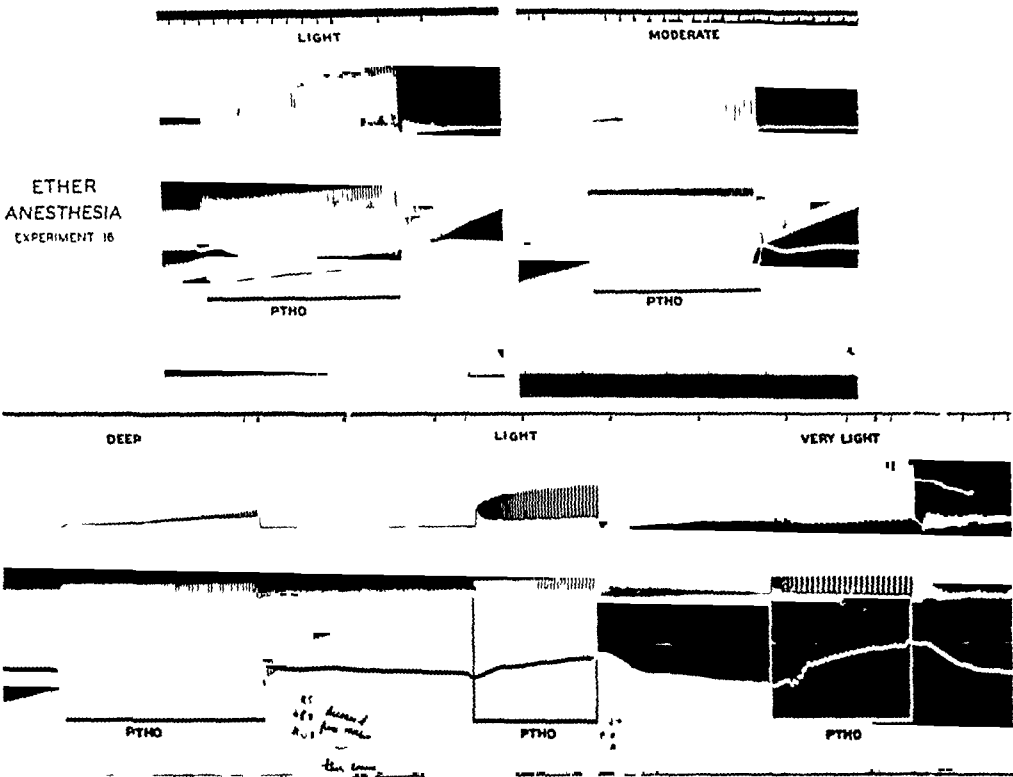 LIGHT
MODERATE
ETHER
ANESTHESIA
EXPERIMENT 16
PTHO
PTHO
DEEP
LIGHT
VERY LIGHT
PTHO
PTHO
PTHO